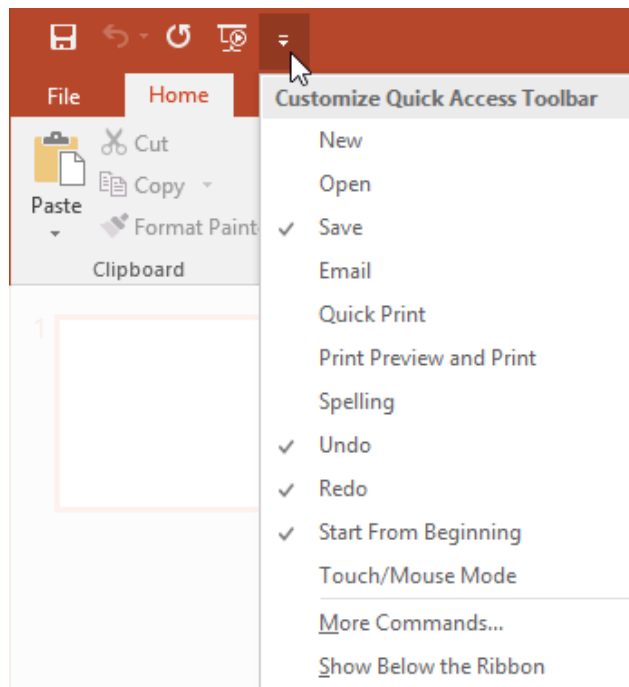 File
Home
Customize Quick Access Toolbar
Cut
Copy
Paste
Format Paint
Clipboard
1
New
Open
Save
Email
Quick Print
Print Preview and Print
Spelling
Undo
Redo
Start From Beginning
Touch/Mouse Mode
More Commands...
Show Below the Ribbon